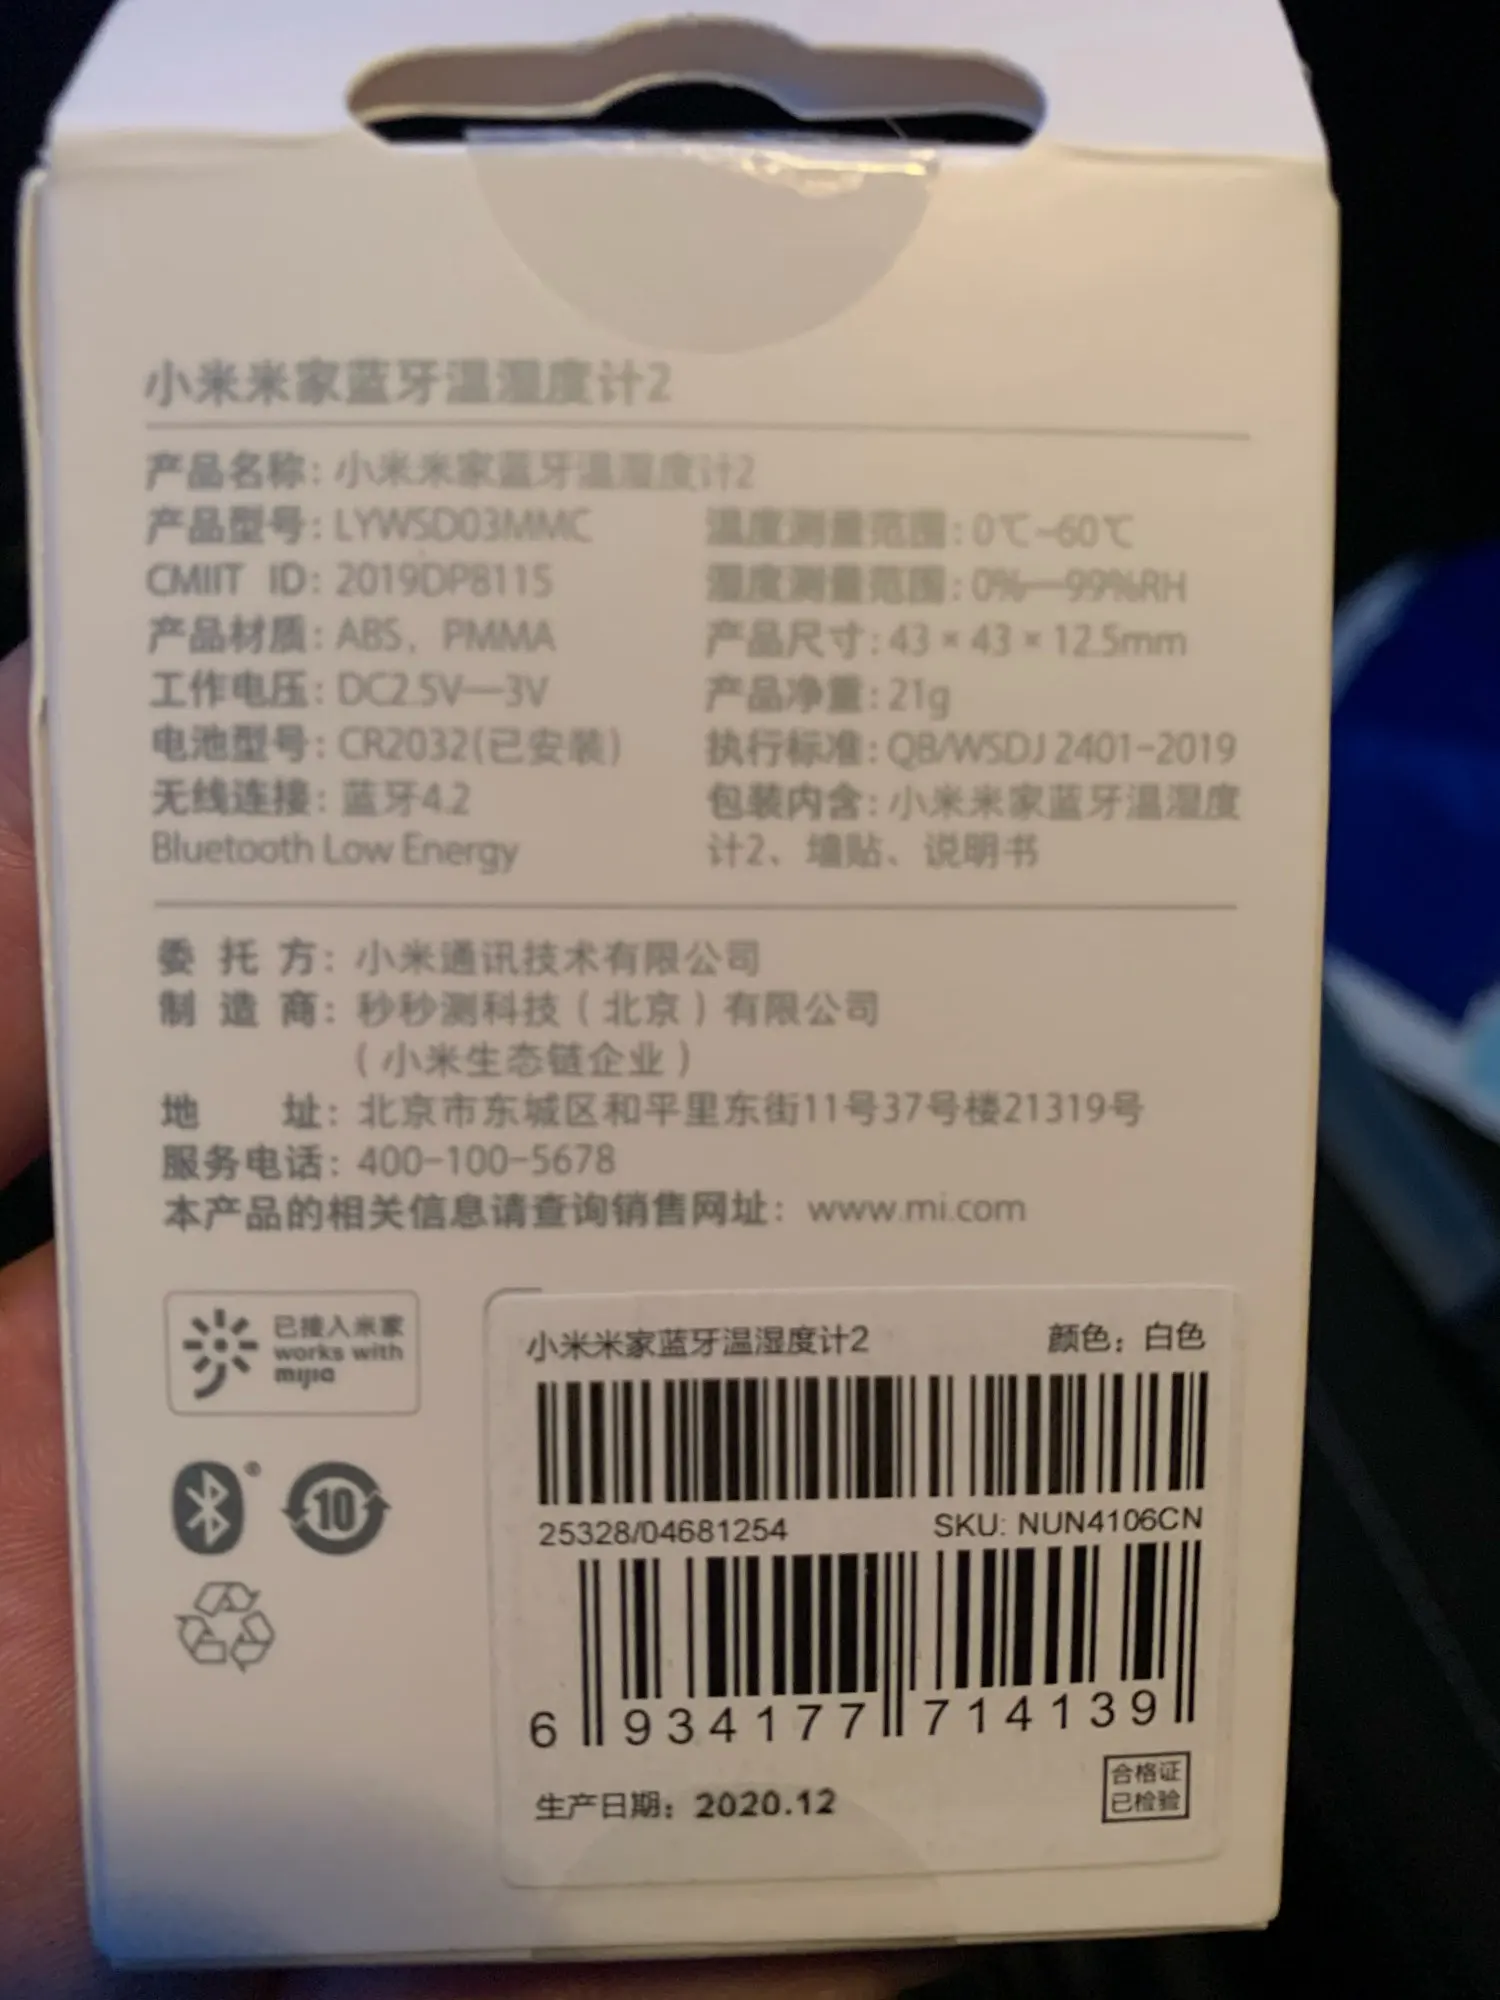 小米米家蓝牙温湿度计2
产品名称：小米米家蓝牙温湿度计2
产品型号：LYWSD03MMC
CMIIT ID：2019DP8115
产品材质：ABS，PMMA
工作电压：DC2.5V—3V
电池型号：CR2032(已安装)
无线连接：蓝牙4.2
Bluetooth Low Energy
温度测量范围：0℃-60℃
湿度测量范围：0%—99%RH
产品尺寸：43×43×12.5mm
产品净重：21g
执行标准：QB/WSDJ 2401-2019
包装内含：小米米家蓝牙温湿度
计2、墙贴、说明书
委托方：小米通讯技术有限公司
制造商：秒秒测科技（北京）有限公司
（小米生态链企业）
地址：北京市东城区和平里东街11号37号楼21319号
服务电话：400-100-5678
本产品的相关信息请查询销售网址：www.mi.com
已接入米家
works with
mijia
10
小米米家蓝牙温湿度计2 颜色：白色
25328/04681254 SKU: NUN4106CN
6 934177 714139
生产日期：2020.12
合格证
已检验